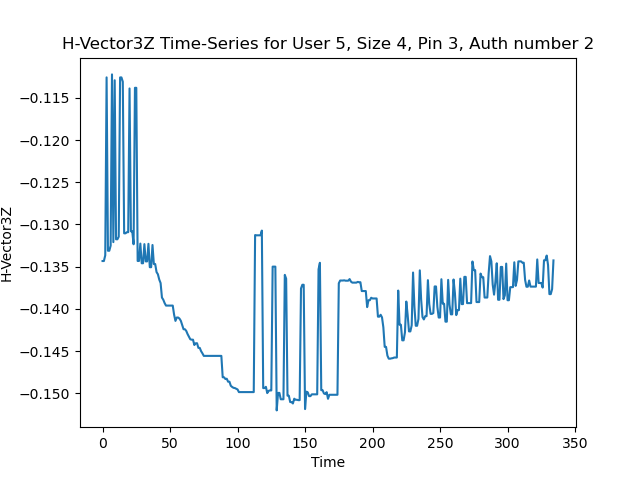 H-Vector3Z Time-Series for User 5, Size 4, Pin 3, Auth number 2
−0.115
−0.120
−0.125
−0.130
−0.135
−0.140
−0.145
−0.150
H-Vector3Z
0 50 100 150 200 250 300 350
Time